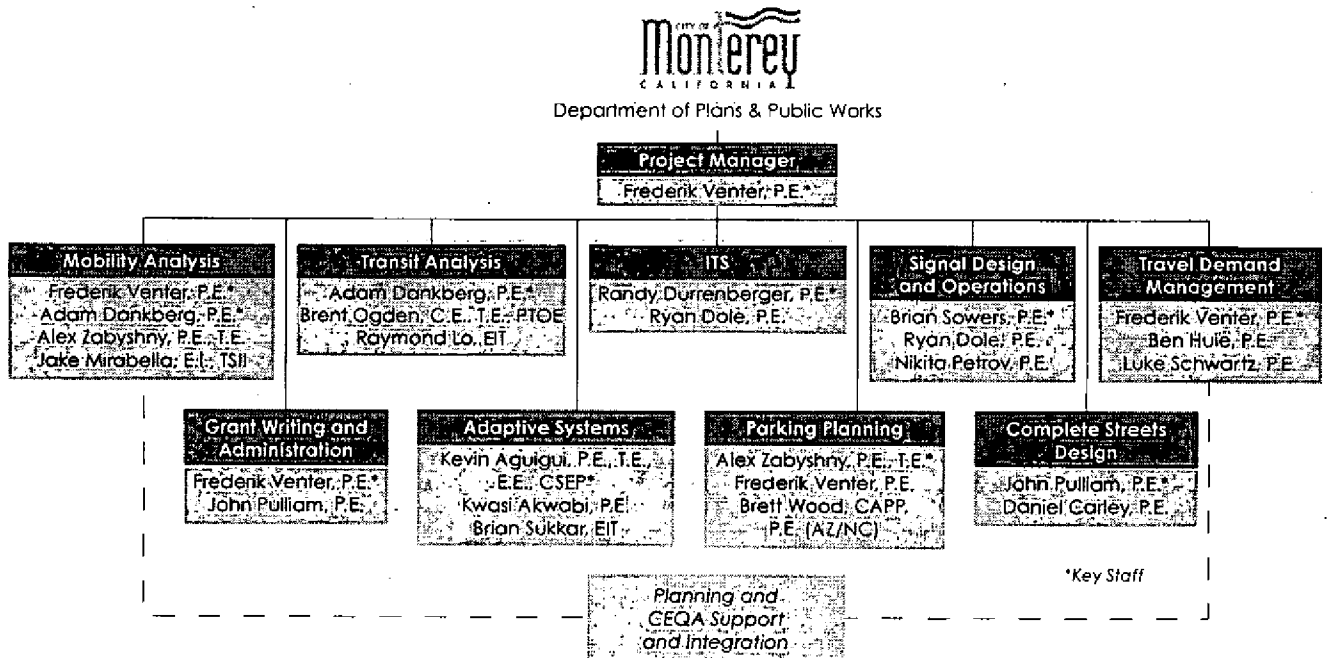 CITY OF
Monterey
CALIFORNIA
Department of Plans & Public Works
Project Manager
Frederik Venter, P.E.*
Mobility Analysis
Frederik Venter, P.E.*
Adam Dankberg, P.E.*
Alex Zabyshny, P.E., T.E.
Jake Mirabella, E.I., TSII
Transit Analysis
Adam Dankberg, P.E.*
Brent Ogden, C.E., T.E., PTOE
Raymond Lo, EIT
ITS
Randy Durrenberger, P.E.*
Ryan Dole, P.E.
Signal Design
and Operations
Brian Sowers, P.E.*
Ryan Dole, P.E.
Nikita Petrov, P.E.
Travel Demand
Management
Frederik Venter, P.E.*
Ben Huie, P.E.
Luke Schwartz, P.E.
Grant Writing and
Administration
Frederik Venter, P.E.*
John Pulliam, P.E.
Adaptive Systems
Kevin Aguigui, P.E., T.E.,
E.E., CSEP*
Kwasi Akwabi, P.E.
Brian Sukkar, EIT
Parking Planning
Alex Zabyshny, P.E., T.E.*
Frederik Venter, P.E.
Brett Wood, CAPP,
P.E. (AZ/NC)
Complete Streets
Design
John Pulliam, P.E.*
Daniel Carley, P.E.
*Key Staff
Planning and
CEQA Support
and Integration